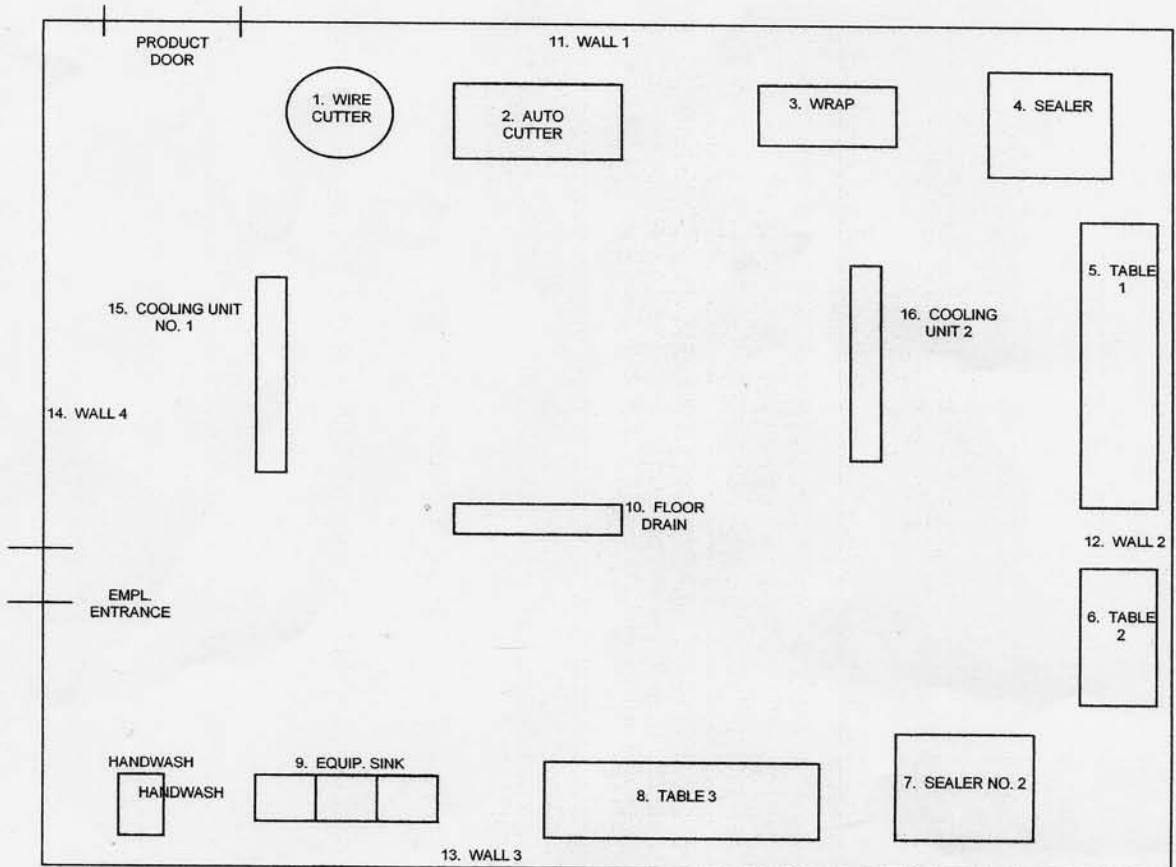 PRODUCT
DOOR
11. WALL 1
1. WIRE
CUTTER
2. AUTO
CUTTER
3. WRAP
4. SEALER
5. TABLE
1
15. COOLING UNIT
NO. 1
16. COOLING
UNIT 2
14. WALL 4
10. FLOOR
DRAIN
12. WALL 2
EMPL.
ENTRANCE
6. TABLE
2
HANDWASH
HANDWASH
9. EQUIP. SINK
8. TABLE 3
7. SEALER NO. 2
13. WALL 3